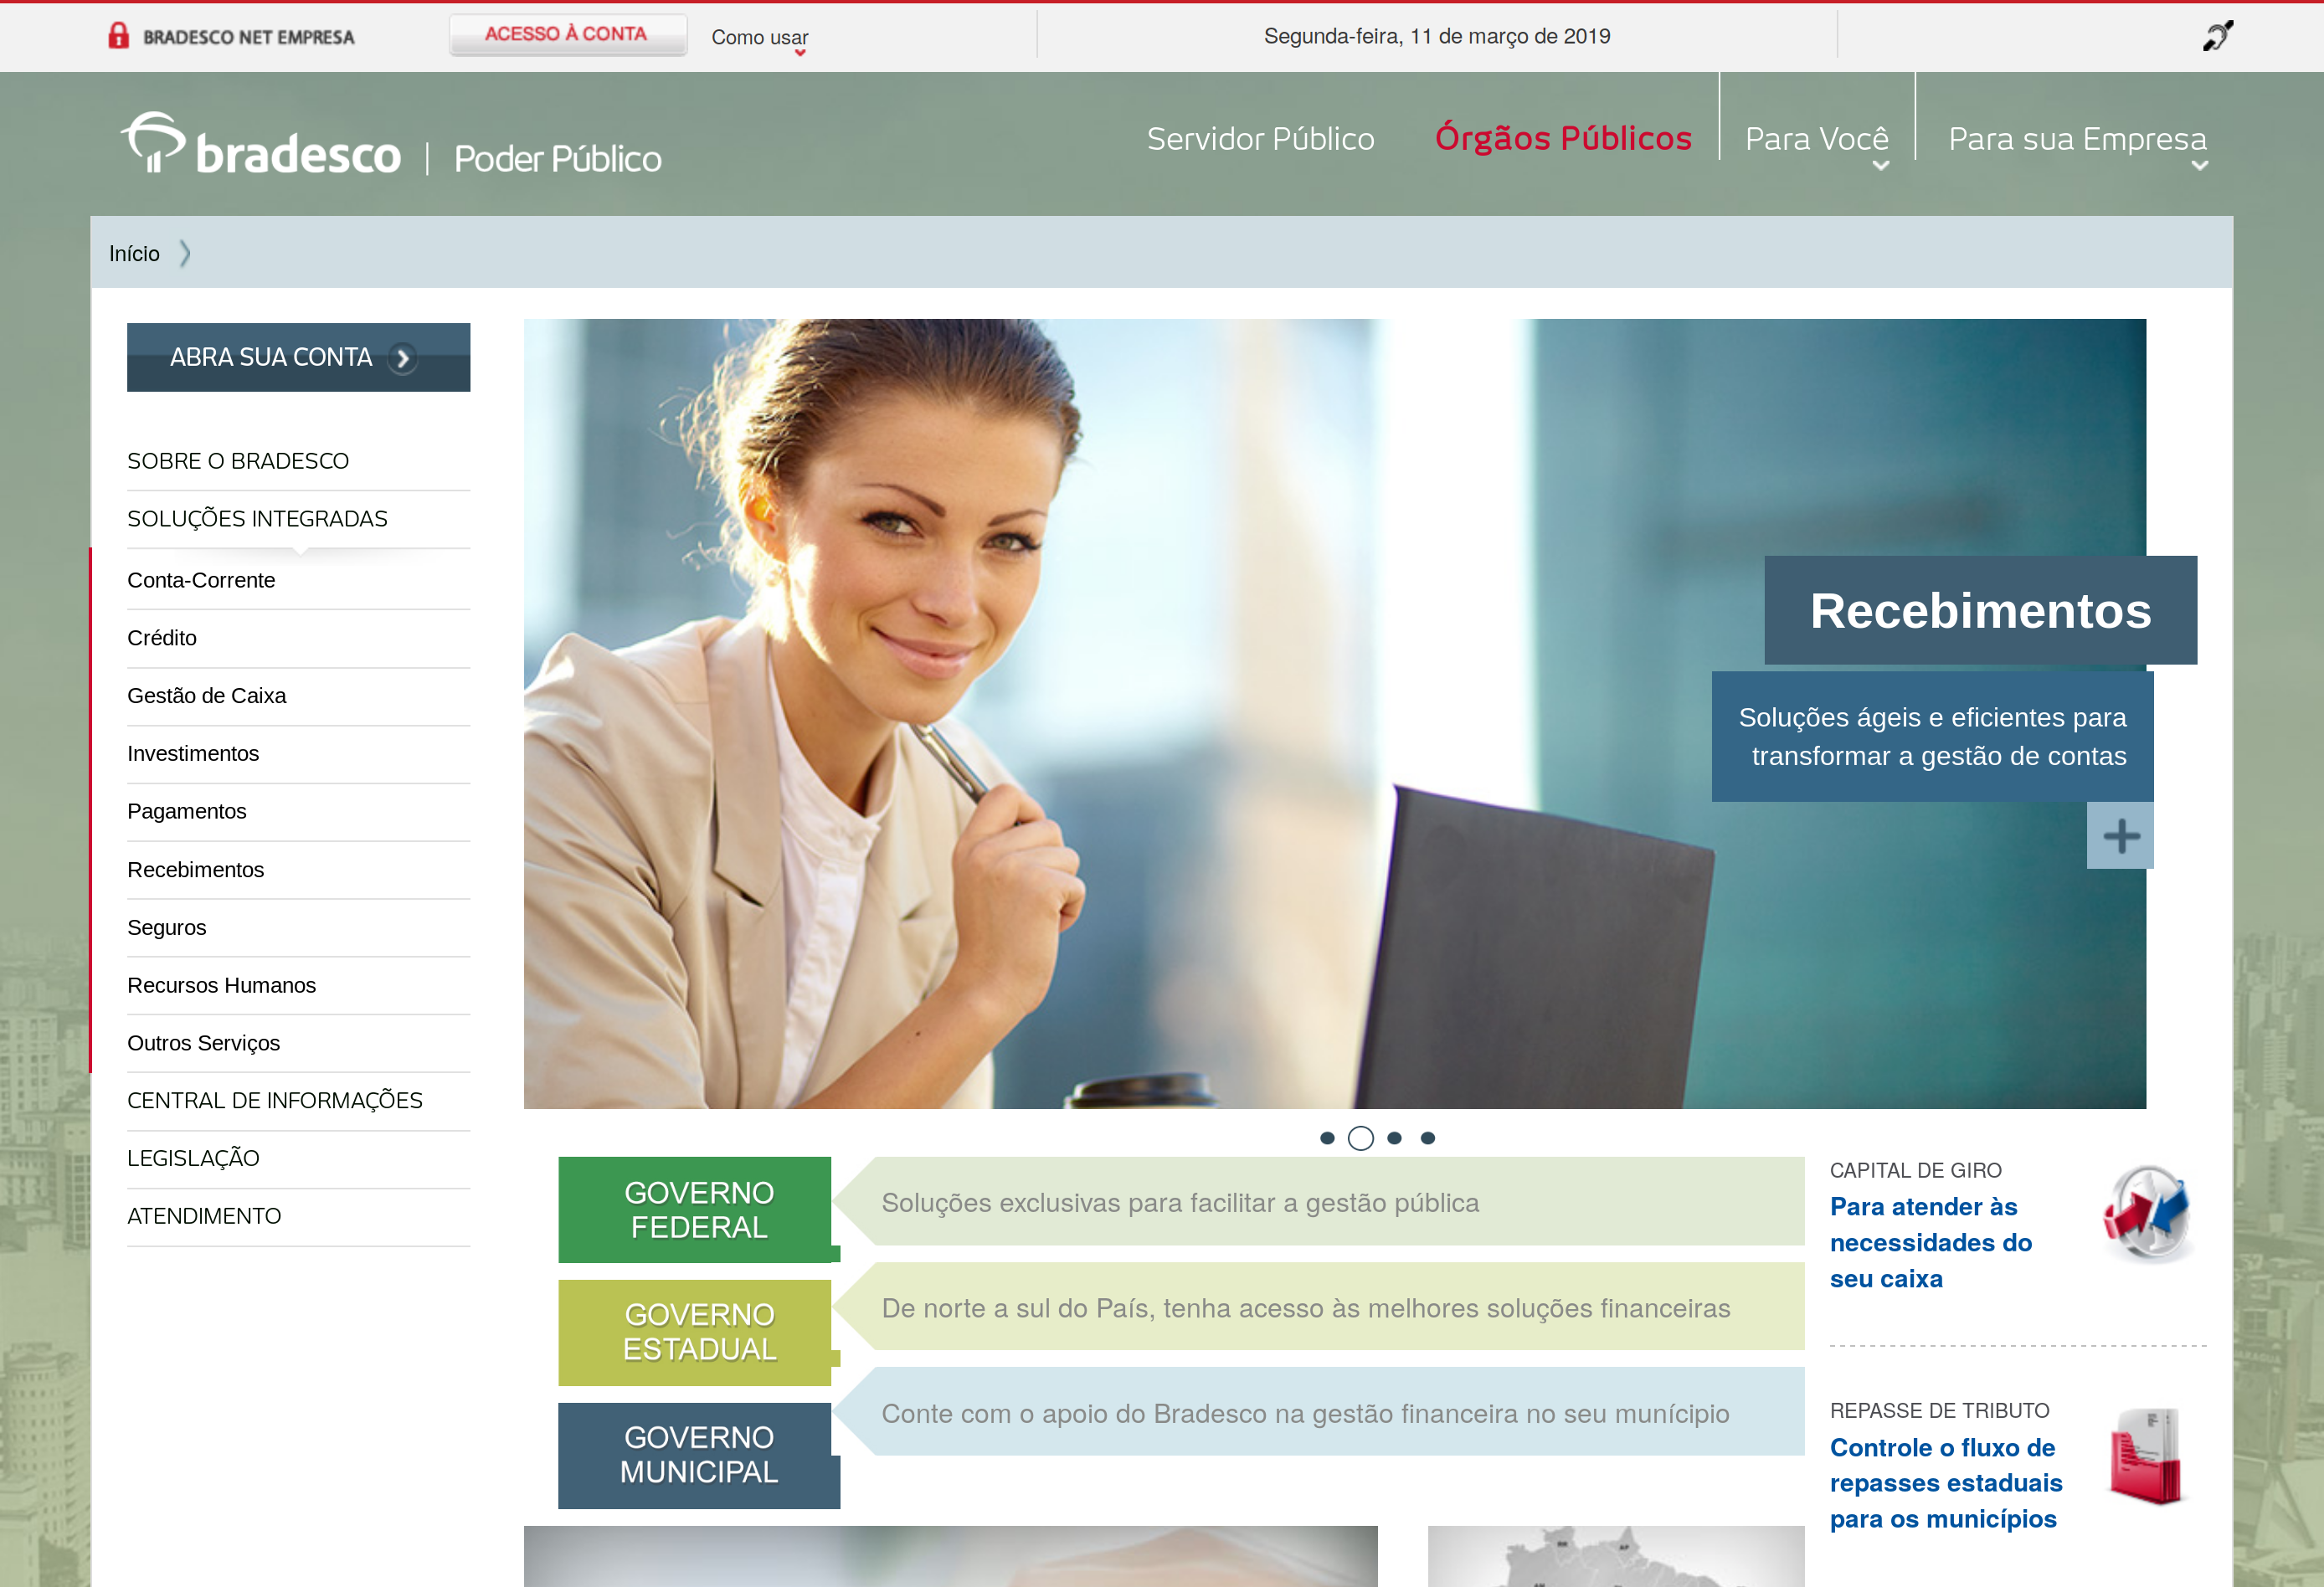 BRADESCO NET EMPRESA
ACESSO À CONTA
Como usar
Segunda-feira, 11 de março de 2019
bradesco | Poder Público
Servidor Público
Órgãos Públicos
Para Você
Para sua Empresa
Início
ABRA SUA CONTA
SOBRE O BRADESCO
SOLUÇÕES INTEGRADAS
Conta-Corrente
Crédito
Gestão de Caixa
Investimentos
Pagamentos
Recebimentos
Seguros
Recursos Humanos
Outros Serviços
CENTRAL DE INFORMAÇÕES
LEGISLAÇÃO
ATENDIMENTO
Recebimentos
Soluções ágeis e eficientes para
transformar a gestão de contas
GOVERNO
FEDERAL
Soluções exclusivas para facilitar a gestão pública
GOVERNO
ESTADUAL
De norte a sul do País, tenha acesso às melhores soluções financeiras
GOVERNO
MUNICIPAL
Conte com o apoio do Bradesco na gestão financeira no seu munícipio
CAPITAL DE GIRO
Para atender às
necessidades do
seu caixa
REPASSE DE TRIBUTO
Controle o fluxo de
repasses estaduais
para os municípios